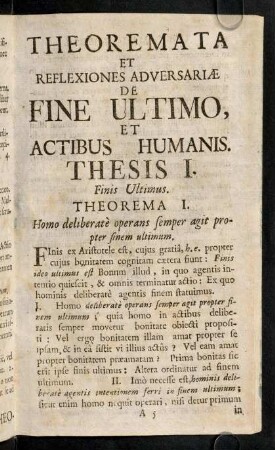 THEOREMATA
ET
REFLEXIONES ADVERSARIÆ
DE
FINE ULTIMO,
ET
ACTIBUS HUMANIS.
THESIS I.
Finis Ultimus.
THEOREMA I.
Homo deliberatè operans semper agit pro-
pter finem ultimum.
FInis ex Aristotele est, cujus gratiâ, h.e. propter
cujus bonitatem cognitam cætera fiunt: Finis
ideo ultimus est Bonum illud, in quo agentis in-
tentio quiescit, & omnis terminatur actio: Ex quo
hominis deliberatè agentis finem statuimus.
I. Homo deliberatè operans semper agit propter fi-
nem ultimum; quia homo in actibus delibe-
ratis semper movetur bonitate objecti proposi-
ti: Vel ergo bonitatem illam amat propter se
ipsam, & in eâ sistit vi illius actûs? Vel eam amat
propter bonitatem præamatam? Prima bonitas sic
erit ipse finis ultimus: Altera ordinatur ad finem
ultimum. II. Imò necesse est, hominis deli-
beratè agentis intentionem ferri in finem ultimum;
sicut enim homo nequit operari, nisi detur primum
A 3 in